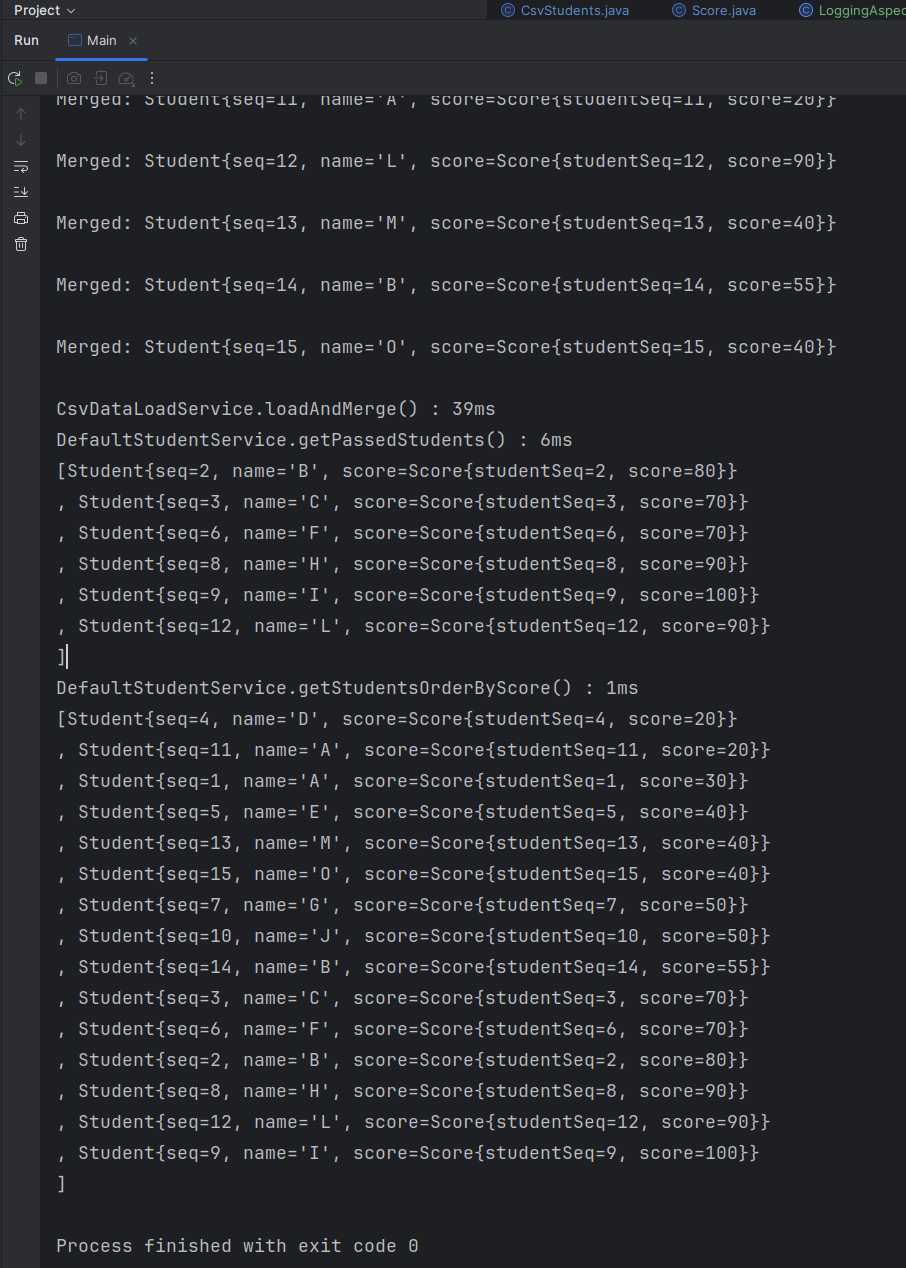 Project
CsvStudents.java
Score.java
Run
Main
Merged: Student{seq=11, name='A', score=Score{studentSeq=11, score=20}}
Merged: Student{seq=12, name='L', score=Score{studentSeq=12, score=90}}
Merged: Student{seq=13, name='M', score=Score{studentSeq=13, score=40}}
Merged: Student{seq=14, name='B', score=Score{studentSeq=14, score=55}}
Merged: Student{seq=15, name='O', score=Score{studentSeq=15, score=40}}
CsvDataLoadService.loadAndMerge() : 39ms
DefaultStudentService.getPassedStudents() : 6ms
[Student{seq=2, name='B', score=Score{studentSeq=2, score=80}}
, Student{seq=3, name='C', score=Score{studentSeq=3, score=70}}
, Student{seq=6, name='F', score=Score{studentSeq=6, score=70}}
, Student{seq=8, name='H', score=Score{studentSeq=8, score=90}}
, Student{seq=9, name='I', score=Score{studentSeq=9, score=100}}
, Student{seq=12, name='L', score=Score{studentSeq=12, score=90}}
]
DefaultStudentService.getStudentsOrderByScore() : 1ms
[Student{seq=4, name='D', score=Score{studentSeq=4, score=20}}
, Student{seq=11, name='A', score=Score{studentSeq=11, score=20}}
, Student{seq=1, name='A', score=Score{studentSeq=1, score=30}}
, Student{seq=5, name='E', score=Score{studentSeq=5, score=40}}
, Student{seq=13, name='M', score=Score{studentSeq=13, score=40}}
, Student{seq=15, name='O', score=Score{studentSeq=15, score=40}}
, Student{seq=7, name='G', score=Score{studentSeq=7, score=50}}
, Student{seq=10, name='J', score=Score{studentSeq=10, score=50}}
, Student{seq=14, name='B', score=Score{studentSeq=14, score=55}}
, Student{seq=3, name='C', score=Score{studentSeq=3, score=70}}
, Student{seq=6, name='F', score=Score{studentSeq=6, score=70}}
, Student{seq=2, name='B', score=Score{studentSeq=2, score=80}}
, Student{seq=8, name='H', score=Score{studentSeq=8, score=90}}
, Student{seq=12, name='L', score=Score{studentSeq=12, score=90}}
, Student{seq=9, name='I', score=Score{studentSeq=9, score=100}}
]
Process finished with exit code 0